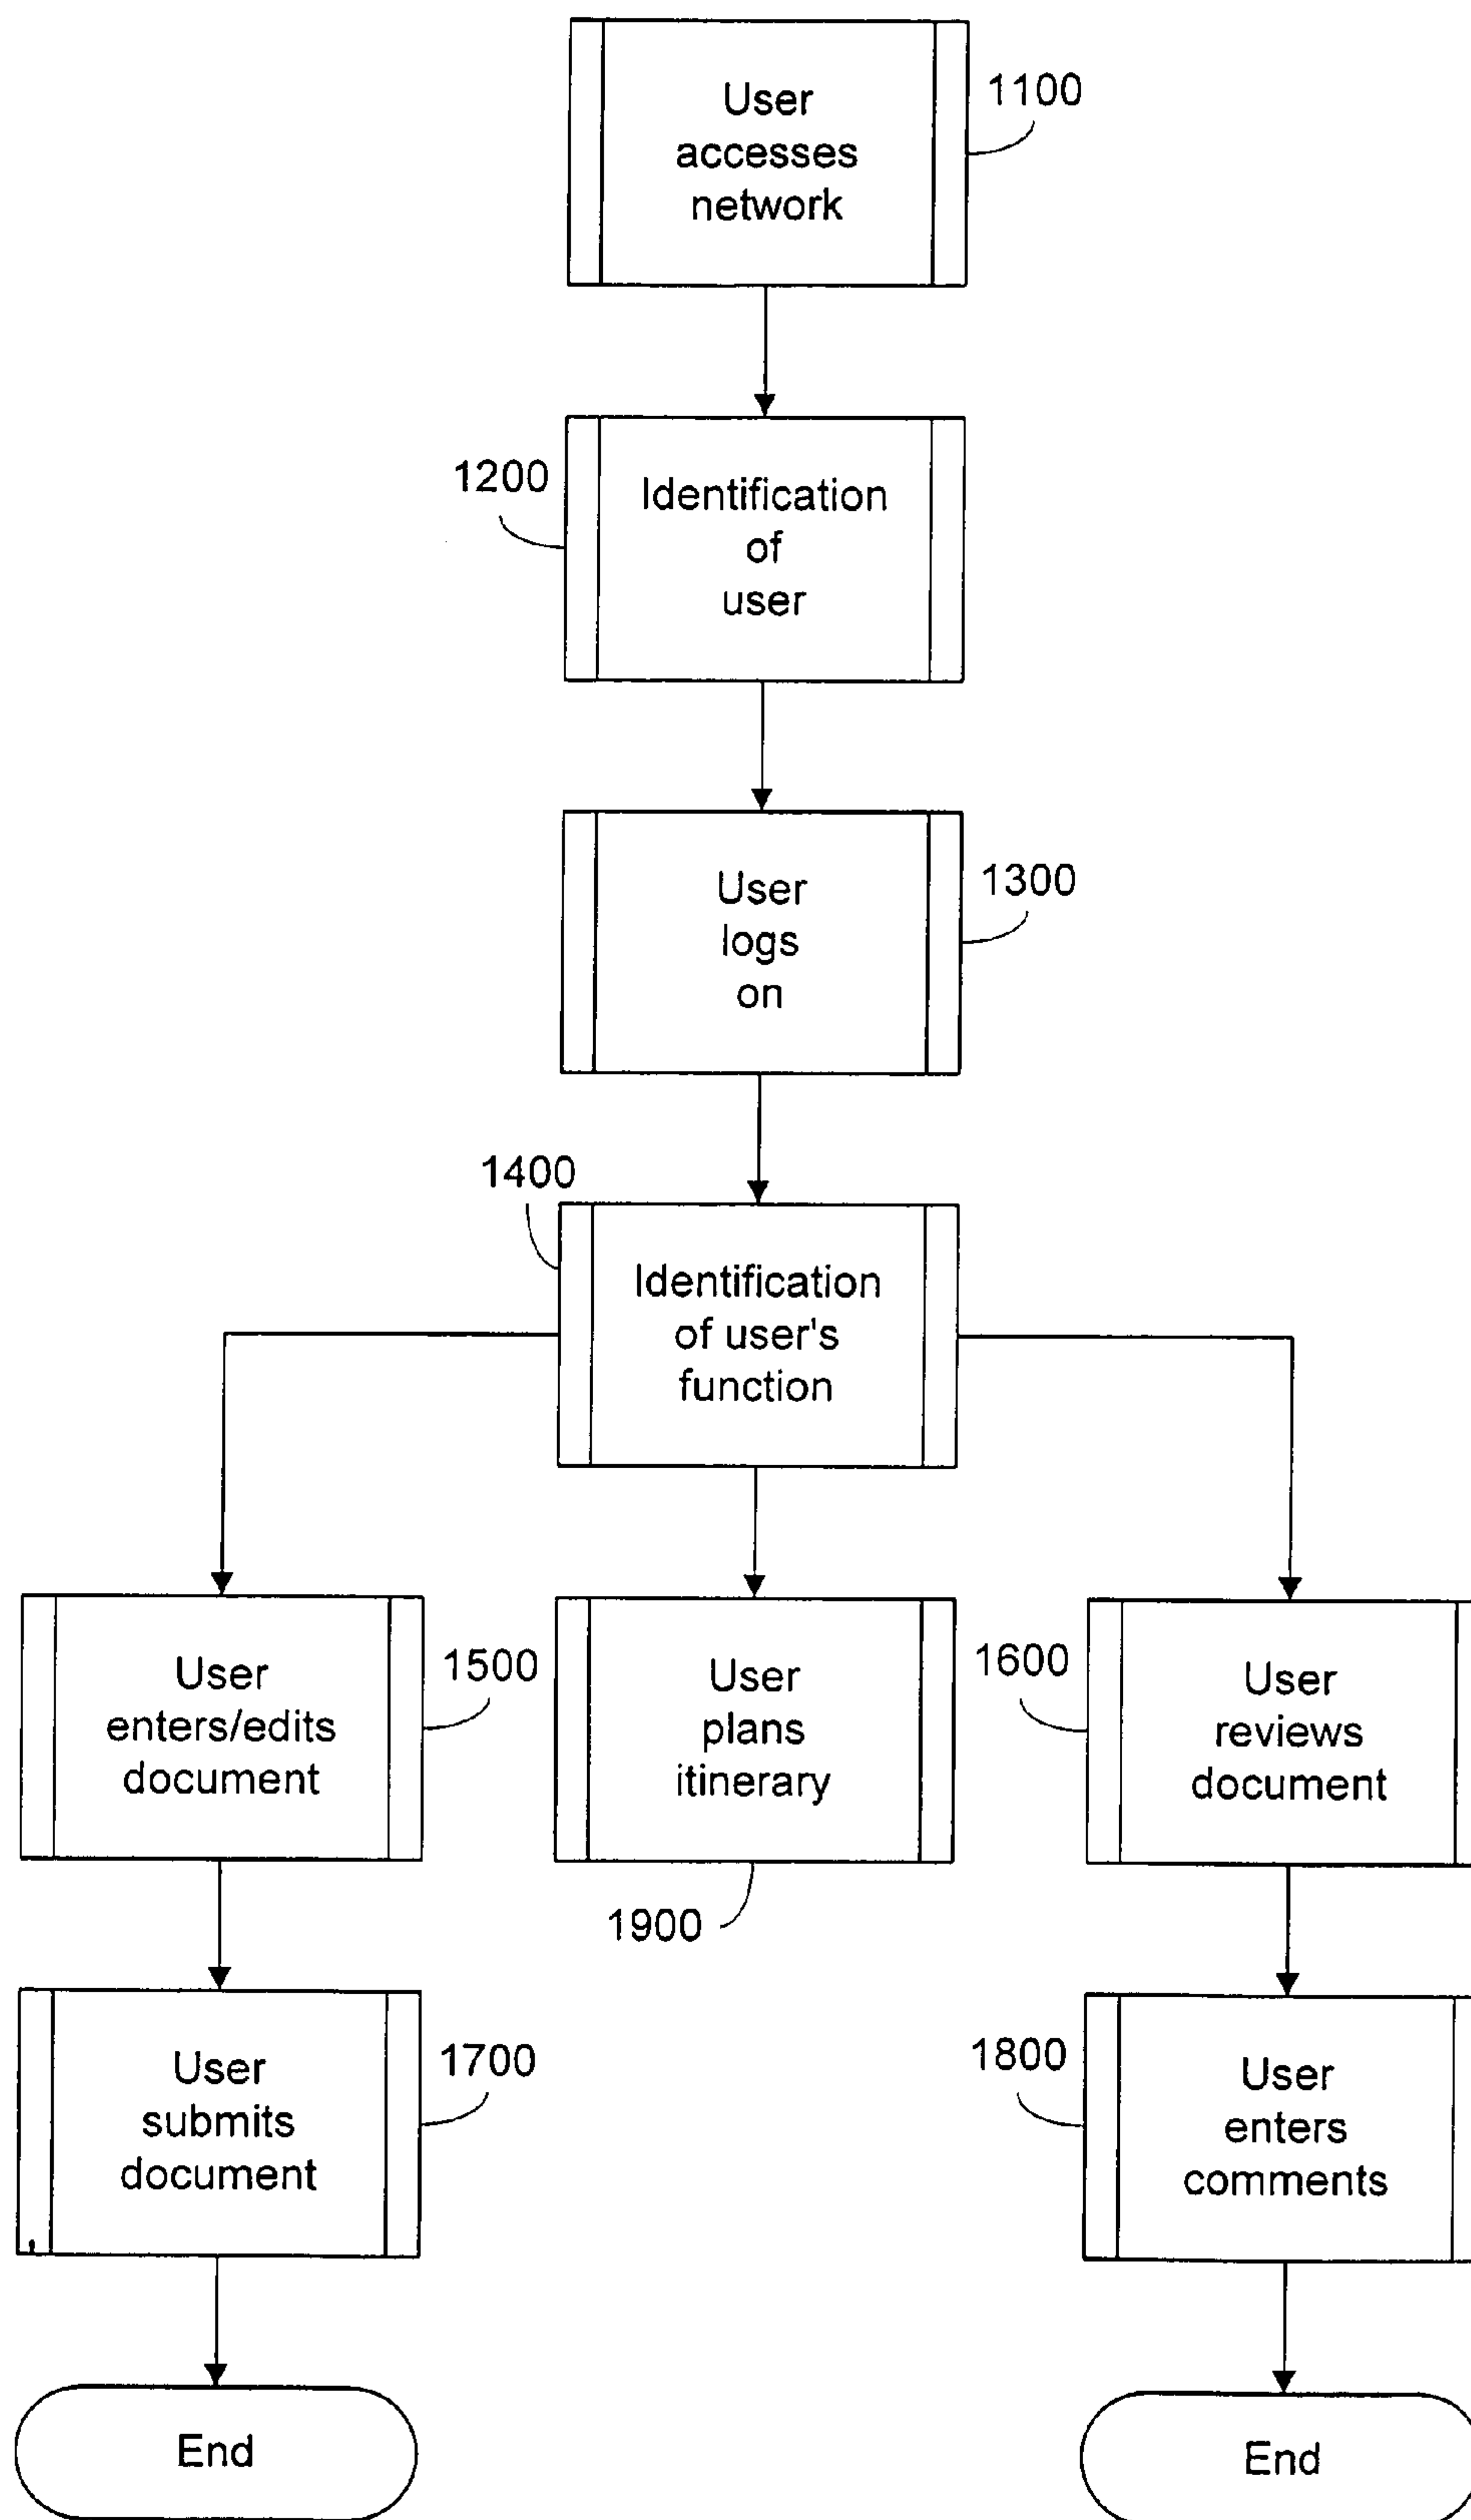 User
accesses
network
1100
1200
Identification
of
user
User
logs
on
1300
1400
Identification
of user's
function
User
enters/edits
document
1500
User
plans
itinerary
1900
1600
User
reviews
document
User
submits
document
1700
1800
User
enters
comments
End
End